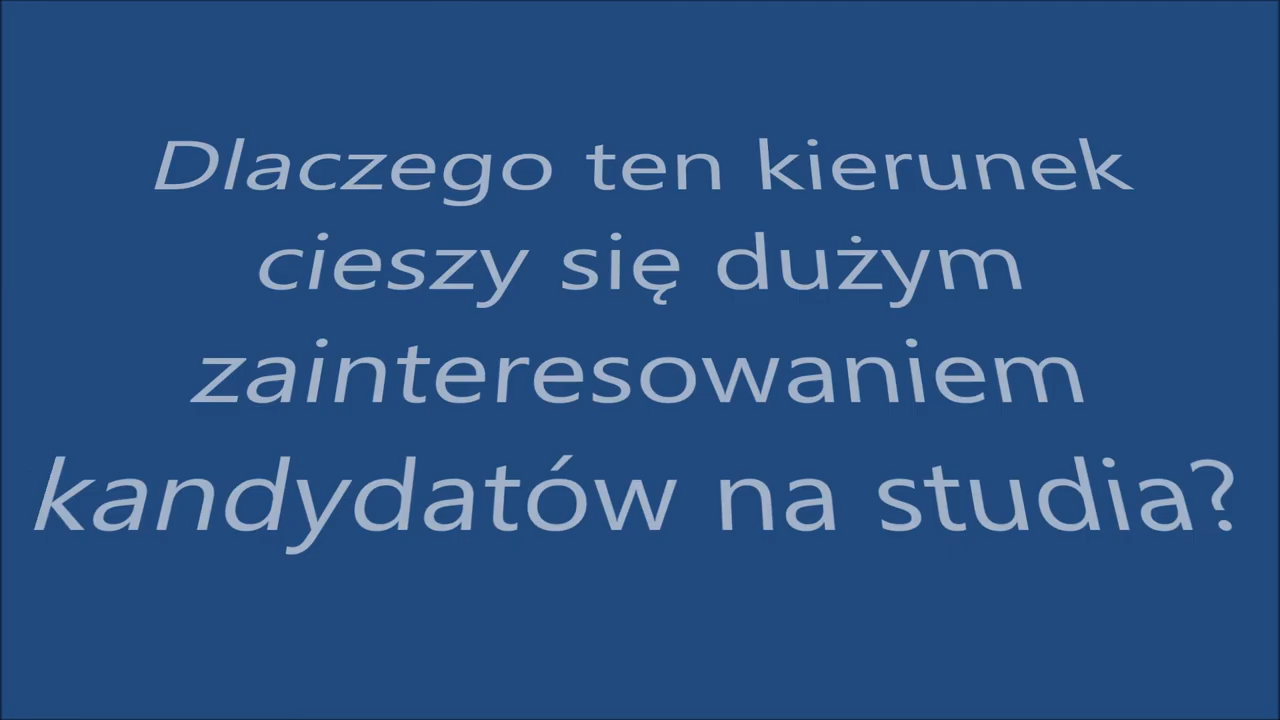 Dlaczego ten kierunek
cieszy się dużym
zainteresowaniem
kandydatów na studia?